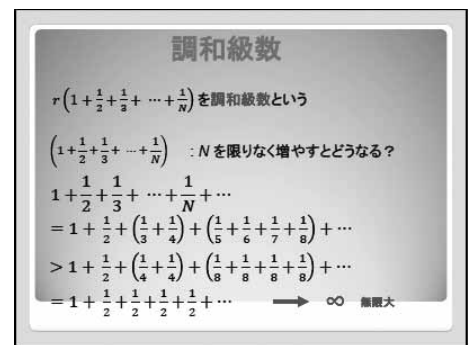 調和級数
r(1+1/2+1/3+ ⋯ +1/N)を調和級数という
(1+1/2+1/3+ ⋯ +1/N) :Nを限りなく増やすとどうなる？
1+1/2+1/3+ ⋯ +1/N+⋯
=1+1/2+(1/3+1/4)+(1/5+1/6+1/7+1/8)+⋯
>1+1/2+(1/4+1/4)+(1/8+1/8+1/8+1/8)+⋯
=1+1/2+1/2+1/2+1/2+⋯ → ∞ 無限大